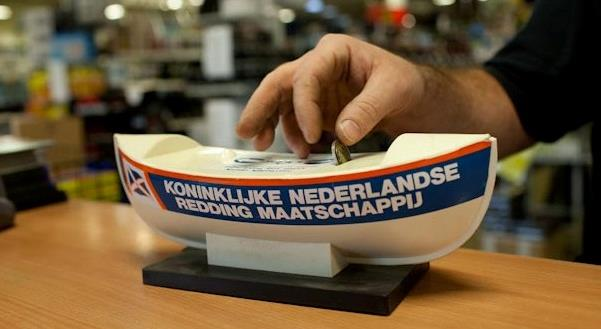 KONINKLIJKE NEDERLANDSE
REDDING MAATSCHAPPIJ